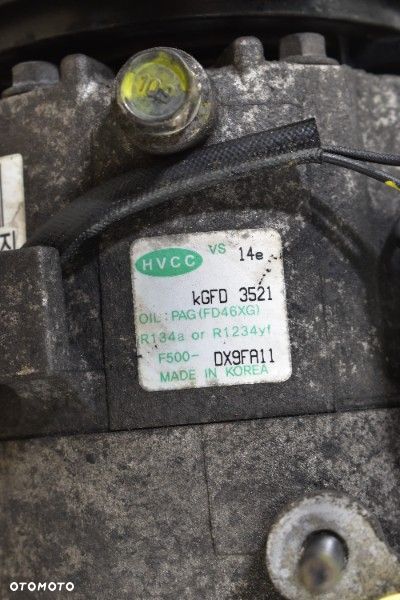 HVCC VS 14e
kGFD 3521
OIL: PAG(FD46XG)
R134a or R1234yf
F500- DX9FA11
MADE IN KOREA
OTOMOTO